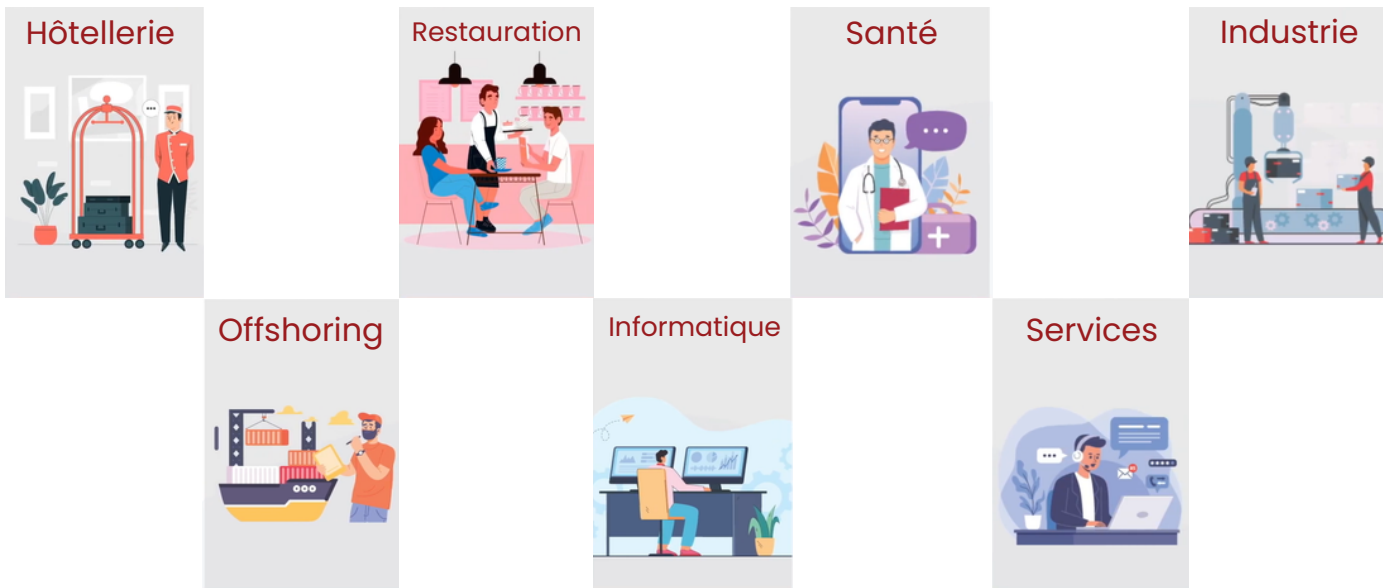 Hôtellerie
Restauration
Santé
Industrie
Offshoring
Informatique
Services